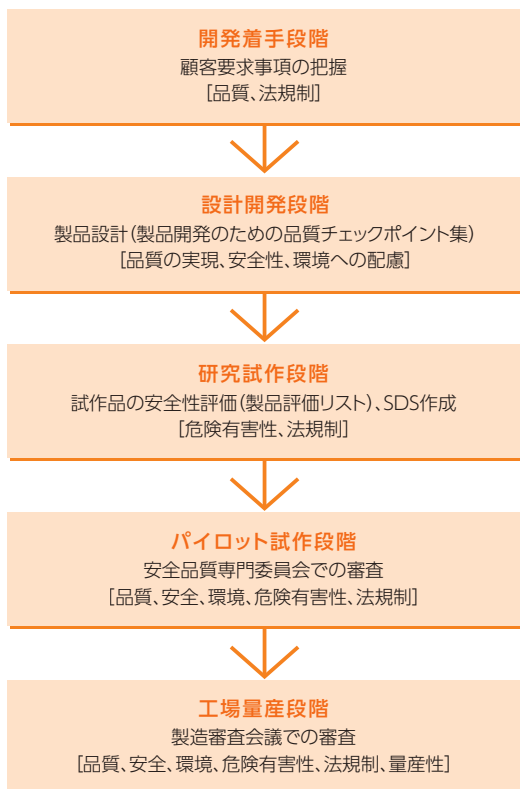 開発着手段階
顧客要求事項の把握
[品質、法規制]
設計開発段階
製品設計(製品開発のための品質チェックポイント集)
[品質の実現、安全性、環境への配慮]
研究試作段階
試作品の安全性評価(製品評価リスト)、SDS作成
[危険有害性、法規制]
パイロット試作段階
安全品質専門委員会での審査
[品質、安全、環境、危険有害性、法規制]
工場量産段階
製造審査会議での審査
[品質、安全、環境、危険有害性、法規制、量産性]